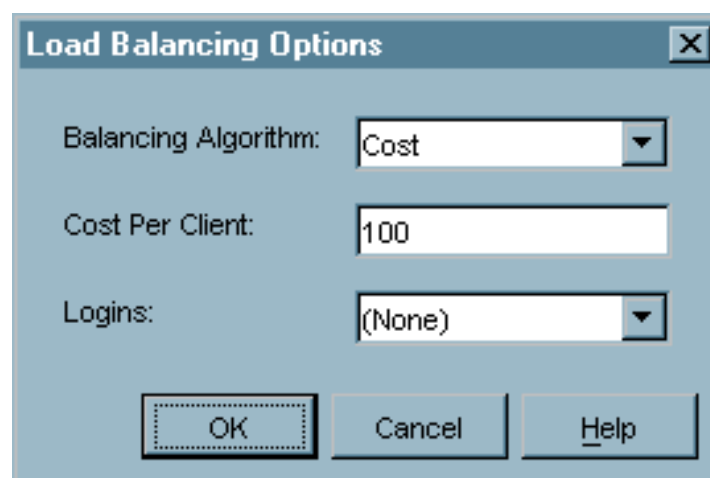 Load Balancing Options
Balancing Algorithm: Cost
Cost Per Client: 100
Logins: (None)
OK Cancel Help